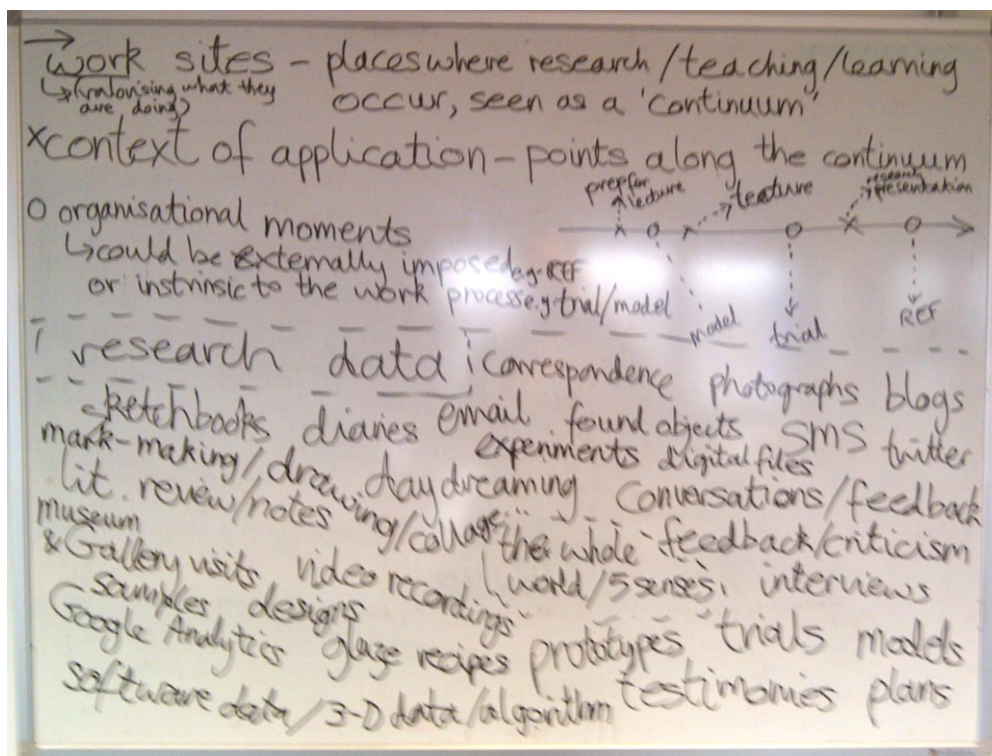 → work sites - places where research/teaching/learning
↳ (valorising what they
are doing)
occur, seen as a 'continuum'
x context of application - points along the continuum
prep for
lecture
lecture
research
presentation
O organisational moments
↳ could be externally imposed e.g. REF
or instrinsic to the work process e.g. trial/model
model
trial
REF
research data
correspondence photographs blogs
sketchbooks diaries email found objects SMS twitter
mark-making/drawing/collage
experiments digital files
daydreaming conversations/feedback
lit. review/notes
the whole
world/5 senses
feedback/criticism
museum
& Gallery visits video recordings interviews
samples designs
Google Analytics glaze recipes prototypes trials models
software data/3-D data/algorithm testimonies plans